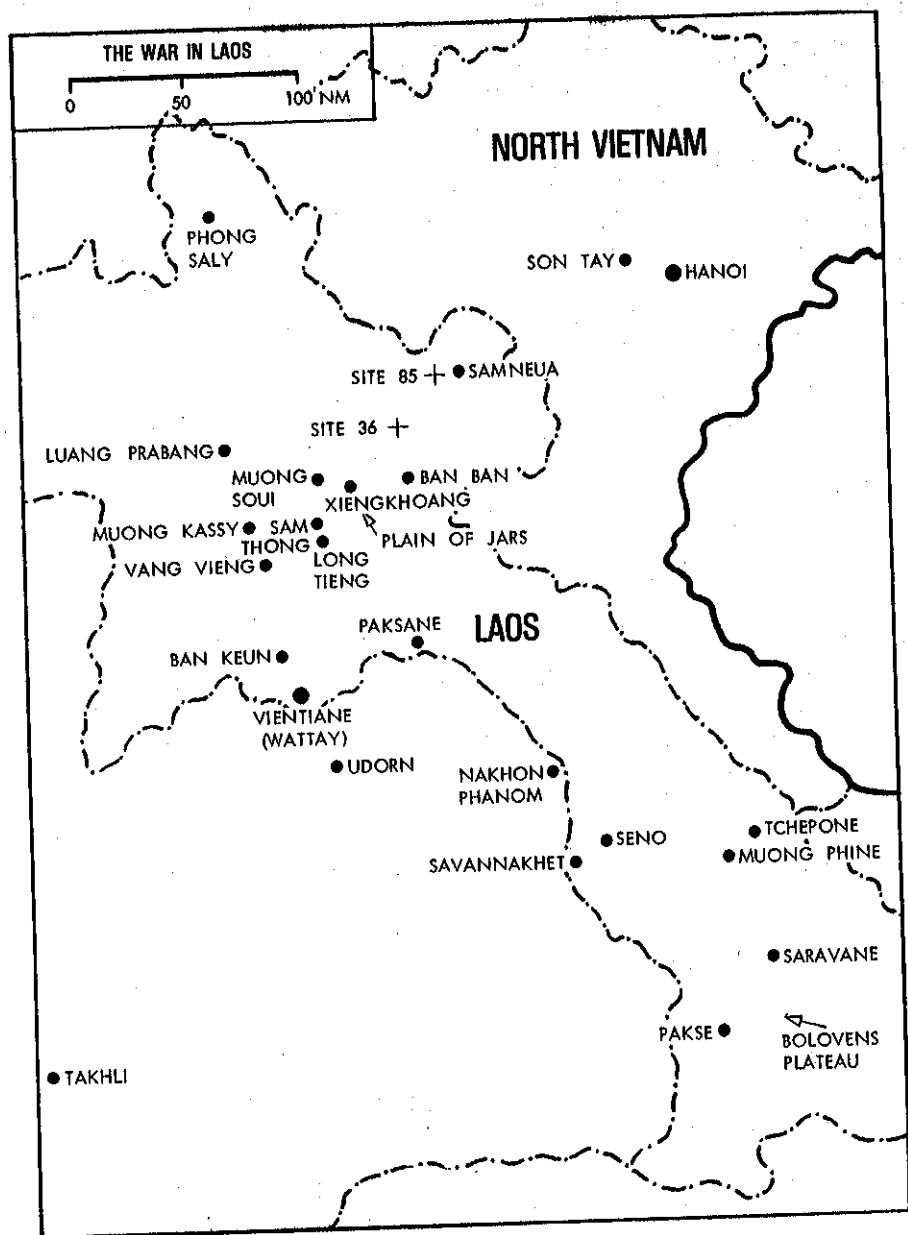 THE WAR IN LAOS
0 50 100 NM
NORTH VIETNAM
PHONG
SALY
SON TAY
HANOI
SITE 85
SAMNEUA
SITE 36
LUANG PRABANG
MUONG
SOUI
BAN BAN
XIENGKHOANG
MUONG KASSY
SAM
THONG
PLAIN OF JARS
LONG
TIENG
VANG VIENG
PAKSANE
LAOS
BAN KEUN
VIENTIANE
(WATTAY)
UDORN
NAKHON
PHANOM
TCHEPONE
SENO
MUONG PHINE
SAVANNAKHET
SARAVANE
PAKSE
BOLOVENS
PLATEAU
TAKHLI